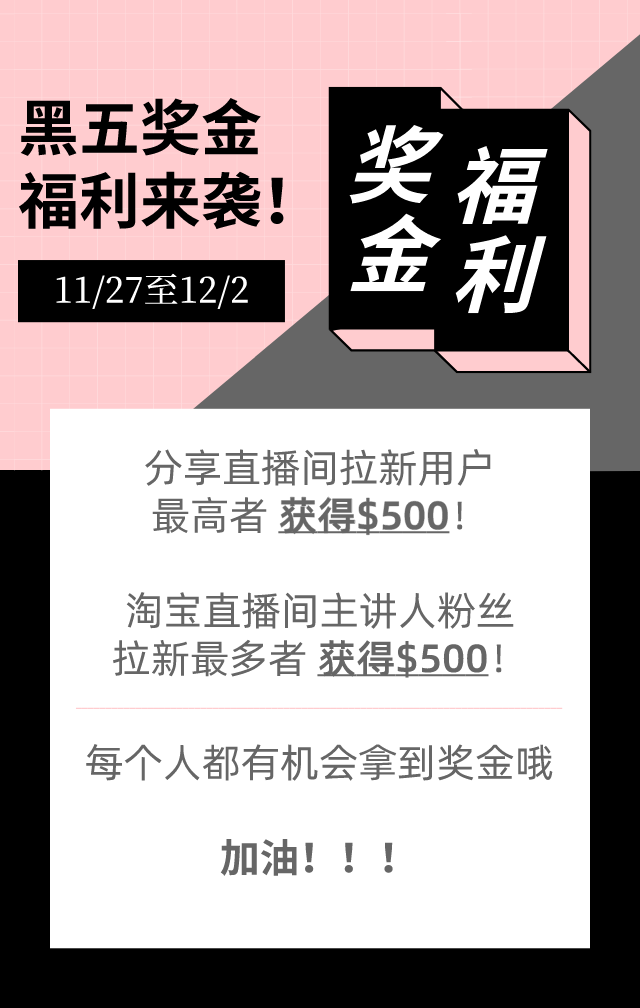 黑五奖金
福利来袭！
11/27至12/2
奖金
福利
分享直播间拉新用户
最高者 获得$500！
淘宝直播间主讲人粉丝
拉新最多者 获得$500！
每个人都有机会拿到奖金哦
加油！！！